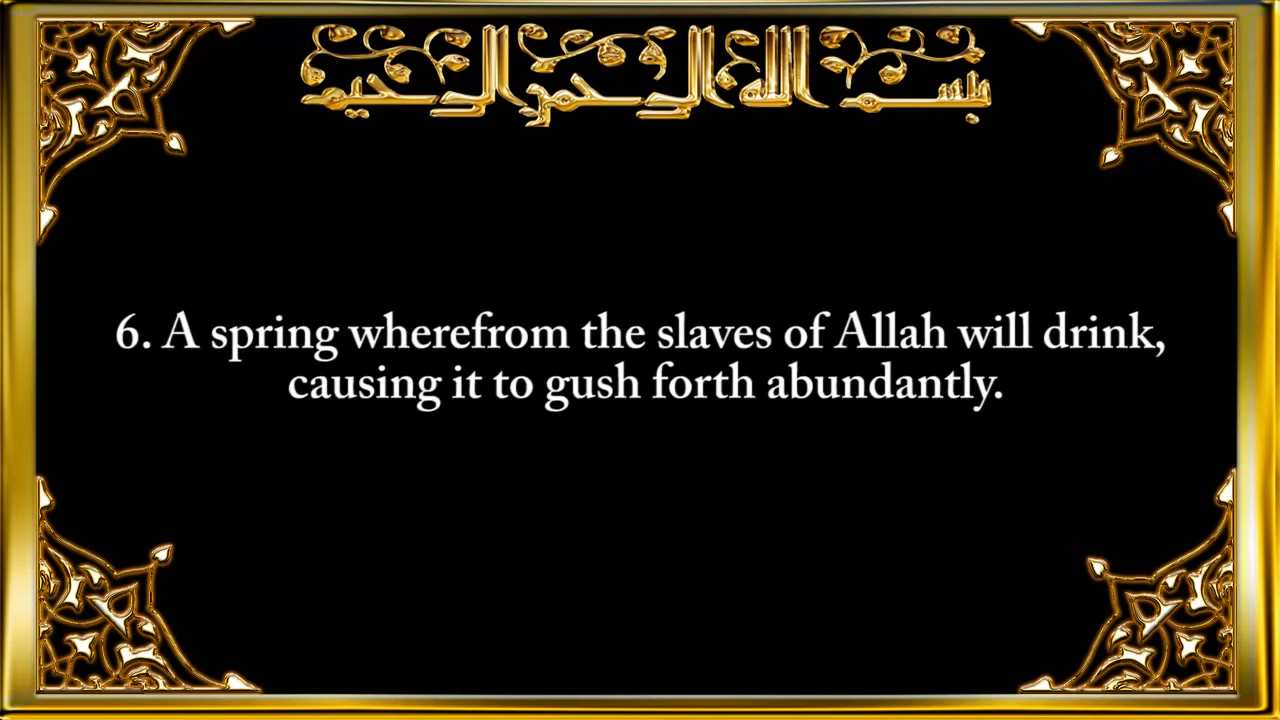 بسم الله الرحمن الرحيم
6. A spring wherefrom the slaves of Allah will drink,
causing it to gush forth abundantly.